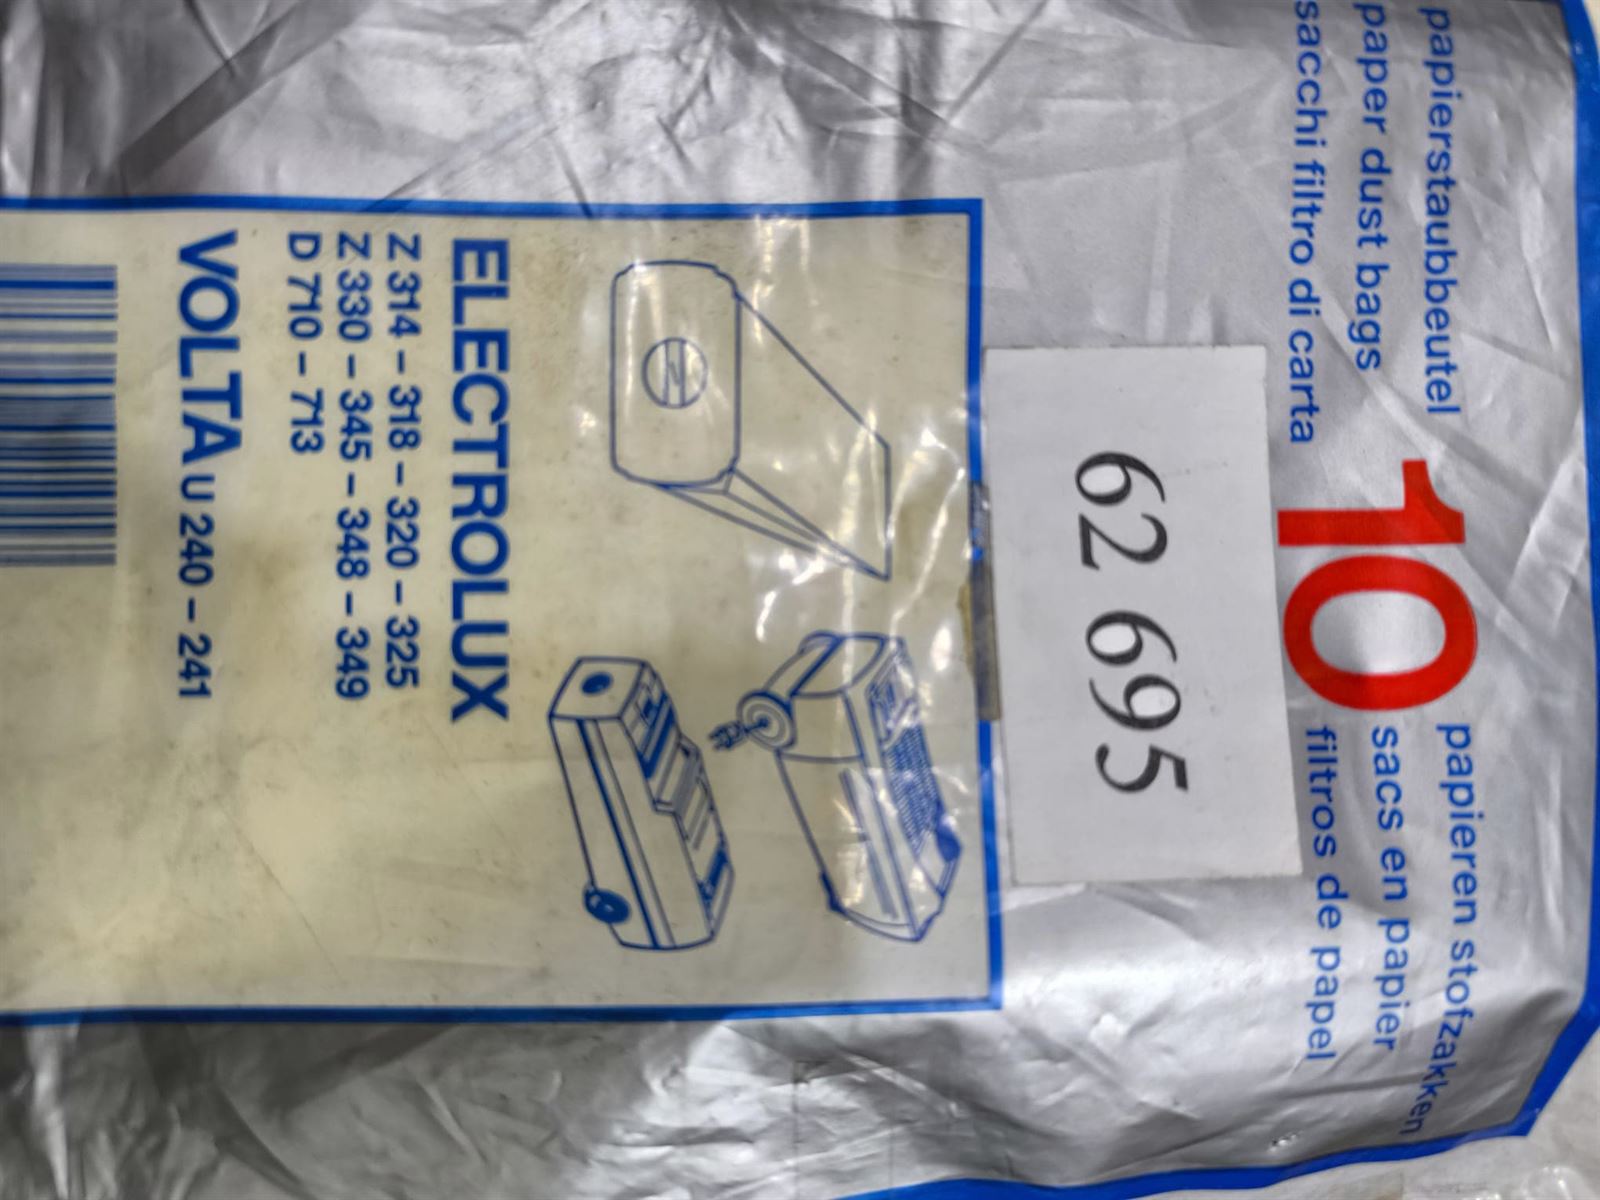 papierstaubbeutel
paper dust bags
sacchi filtro di carta
10
papieren stofzakken
sacs en papier
filtros de papel
62 695
ELECTROLUX
Z 314 – 318 – 320 – 325
Z 330 – 345 – 348 – 349
D 710 – 713
VOLTA U 240 – 241